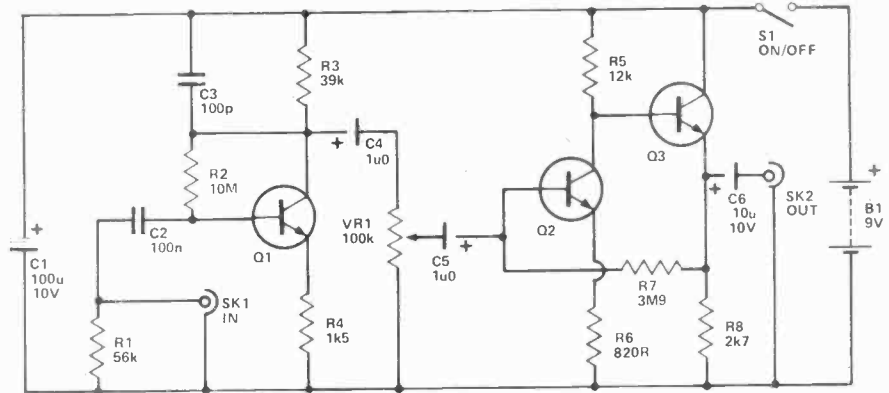 S1
ON/OFF
R3
39k
R5
12k
C3
100p
Q3
+
C4
1u0
R2
10M
+
C6
10u
10V
SK2
OUT
+
B1
9V
Q2
VR1
100k
C2
100n
Q1
+
C5
1u0
+
C1
100u
10V
R7
3M9
SK1
IN
R1
56k
R4
1k5
R6
820R
R8
2k7